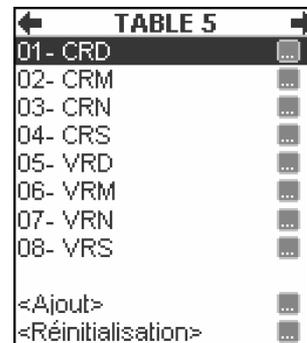 TABLE 5
01- CRD
02- CRM
03- CRN
04- CRS
05- VRD
06- VRM
07- VRN
08- VRS
<Ajout>
<Réinitialisation>